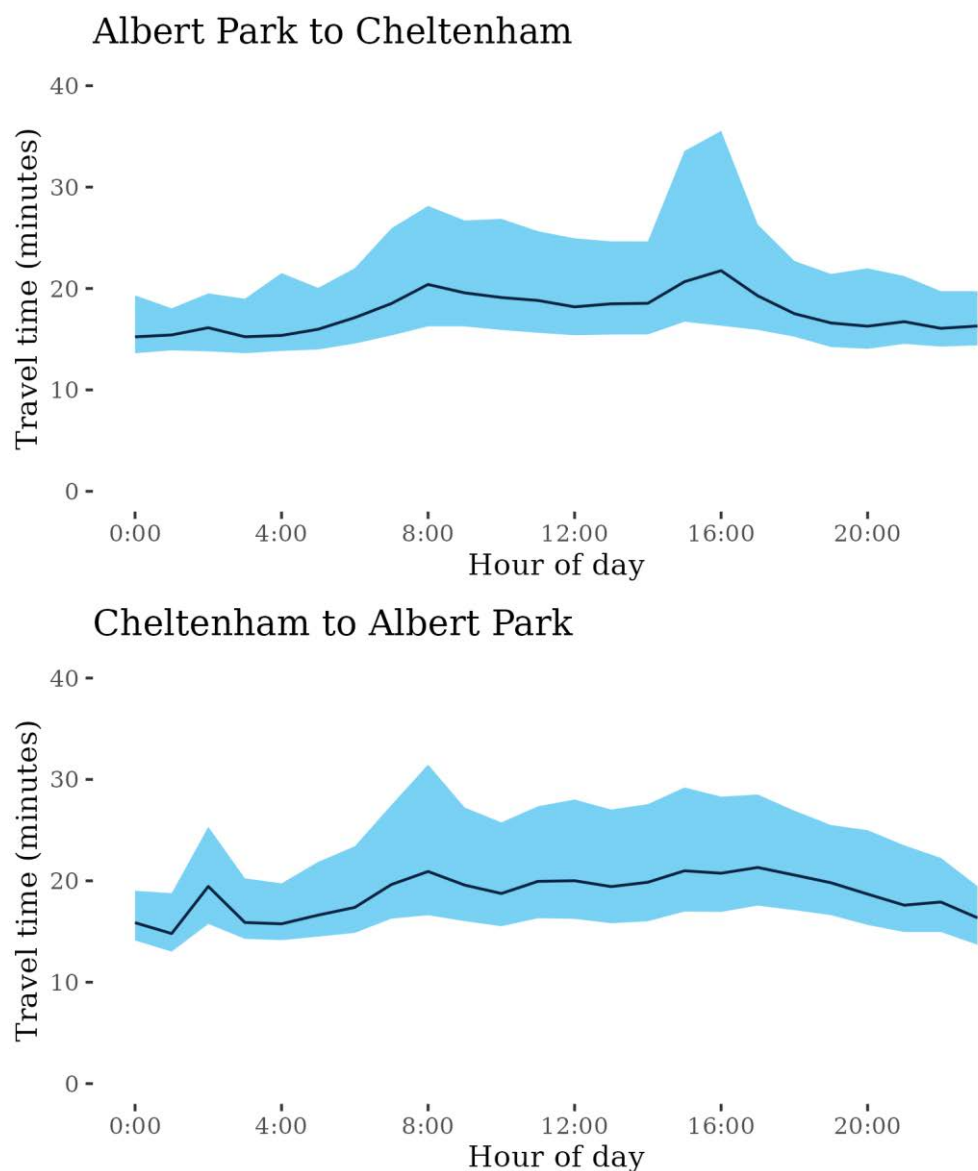 Albert Park to Cheltenham
40
30
20
10
0
Travel time (minutes)
0:00 4:00 8:00 12:00 16:00 20:00
Hour of day
Cheltenham to Albert Park
40
30
20
10
0
Travel time (minutes)
0:00 4:00 8:00 12:00 16:00 20:00
Hour of day